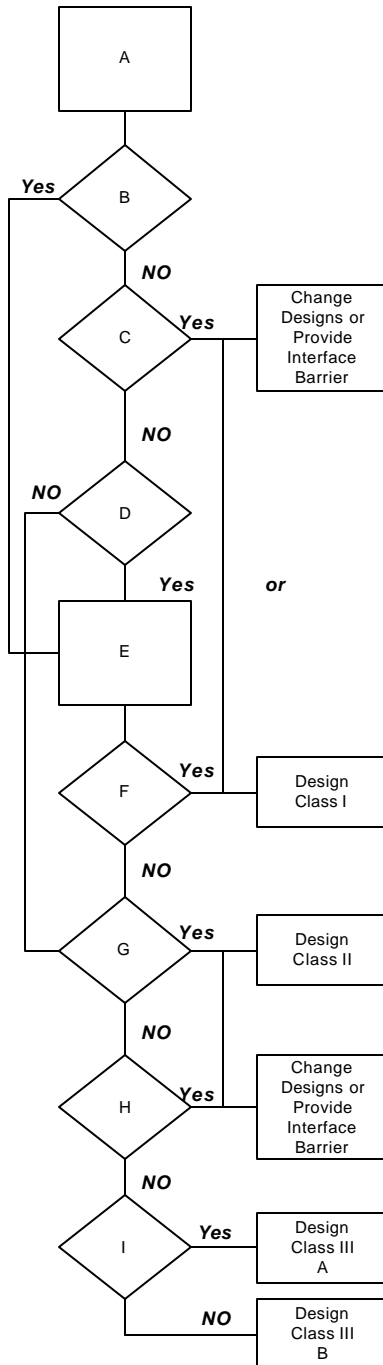 A
Yes
B
NO
C
Yes
Change
Designs or
Provide
Interface
Barrier
NO
NO
D
Yes
or
E
F
Yes
Design
Class I
NO
G
Yes
Design
Class II
NO
H
Yes
Change
Designs or
Provide
Interface
Barrier
NO
I
Yes
Design
Class III
A
NO
Design
Class III
B